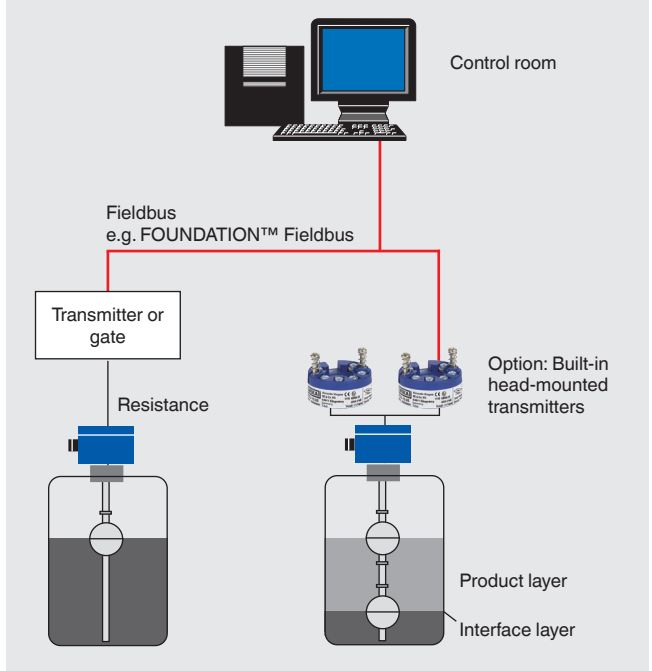 Control room
Fieldbus
e.g. FOUNDATION™ Fieldbus
Transmitter or
gate
Option: Built-in
head-mounted
transmitters
Resistance
Product layer
Interface layer